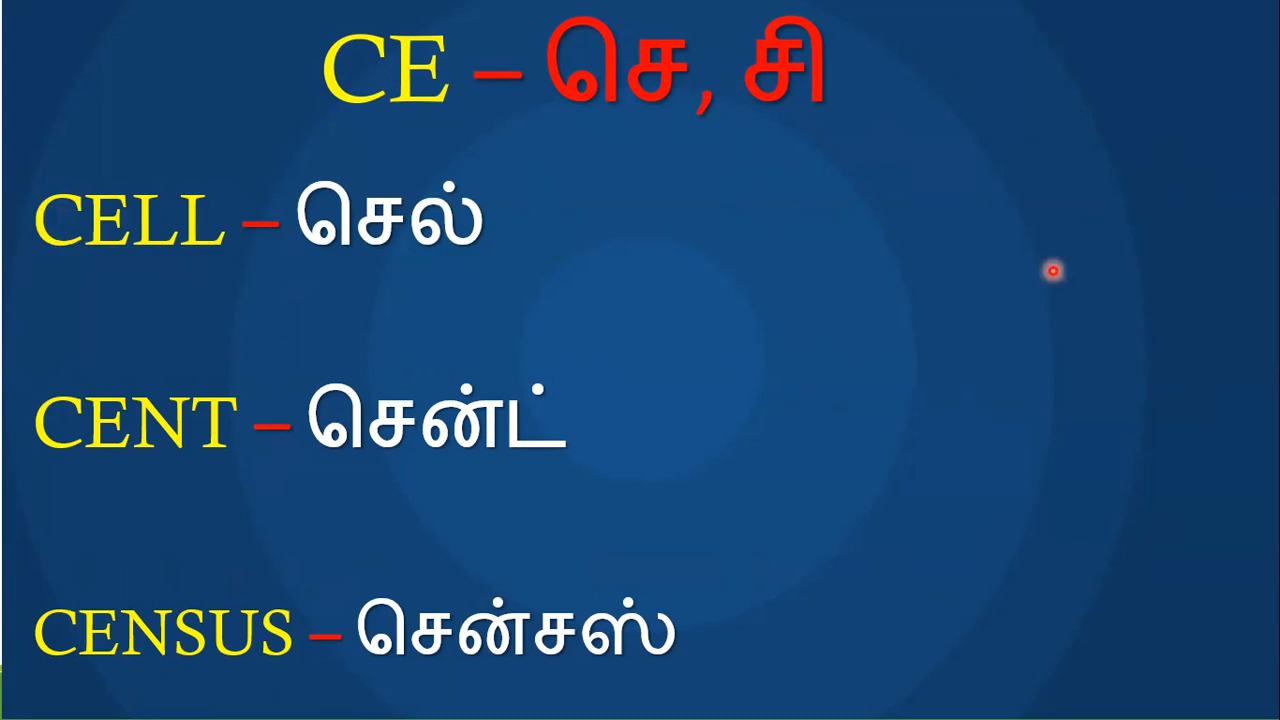 CE – செ, சி
CELL – செல்
CENT – சென்ட்
CENSUS – சென்சஸ்